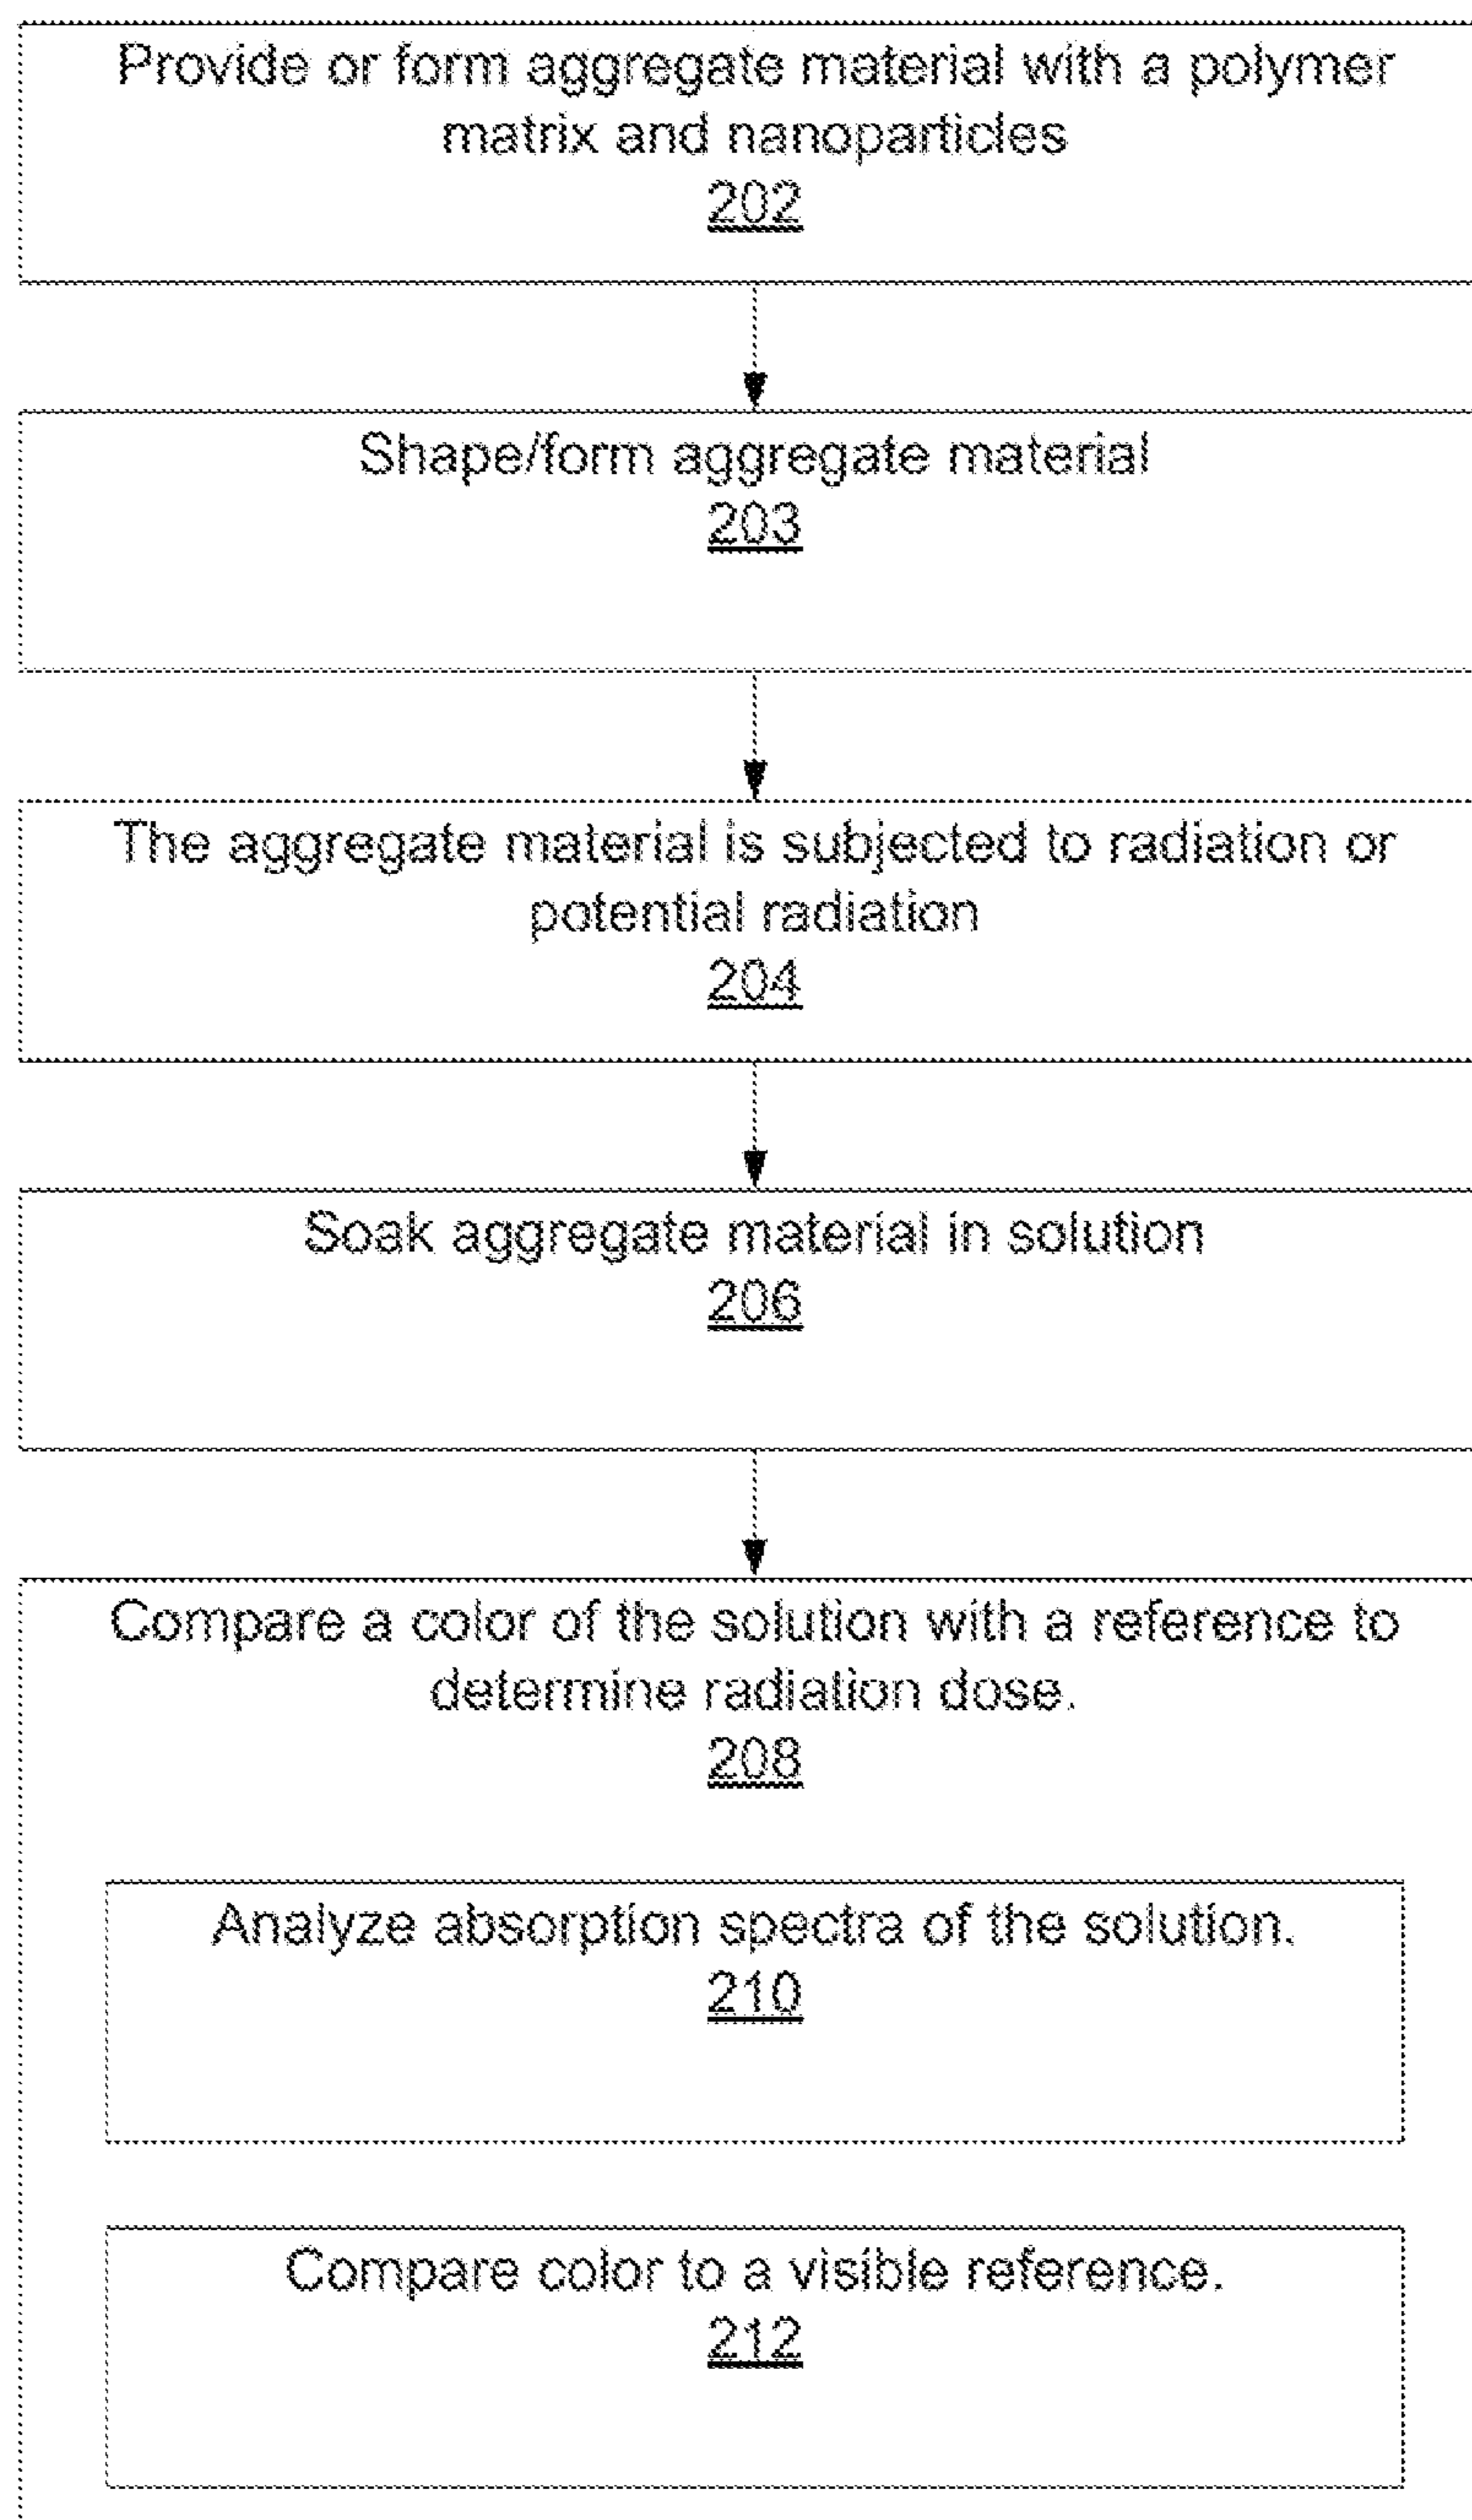 Provide or form aggregate material with a polymer
matrix and nanoparticles
202
Shape/form aggregate material
203
The aggregate material is subjected to radiation or
potential radiation
204
Soak aggregate material in solution
206
Compare a color of the solution with a reference to
determine radiation dose.
208
Analyze absorption spectra of the solution.
210
Compare color to a visible reference.
212